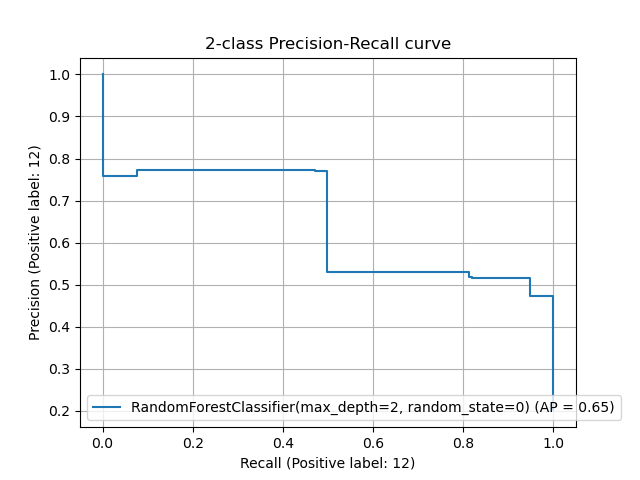 2-class Precision-Recall curve
1.0
0.9
0.8
0.7
0.6
0.5
0.4
0.3
0.2
Precision (Positive label: 12)
RandomForestClassifier(max_depth=2, random_state=0) (AP = 0.65)
0.0 0.2 0.4 0.6 0.8 1.0
Recall (Positive label: 12)